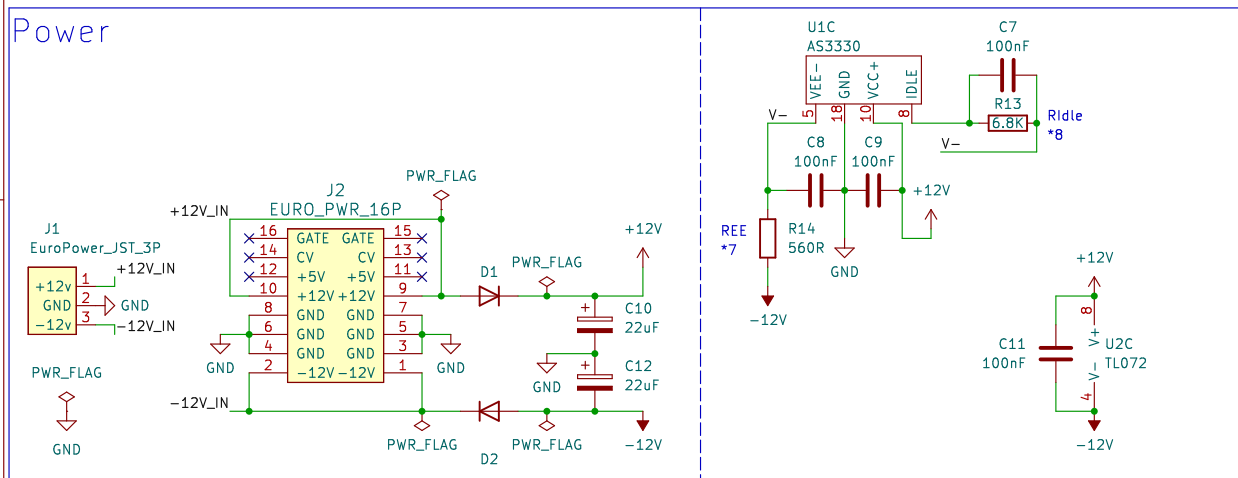 Power
J1
EuroPower_JST_3P
+12v
GND
-12v
1
2
3
+12V_IN
GND
-12V_IN
PWR_FLAG
GND
J2
EURO_PWR_16P
PWR_FLAG
+12V_IN
16 GATE GATE 15
14 CV CV 13
12 +5V +5V 11
10 +12V +12V 9
8 GND GND 7
6 GND GND 5
4 GND GND 3
2 -12V -12V 1
GND
GND
-12V_IN
PWR_FLAG
D1
PWR_FLAG
+12V
C10
22uF
GND
C12
22uF
D2
PWR_FLAG
-12V
U1C
AS3330
VEE-
GND
VCC+
IDLE
5
18
10
8
V-
C7
100nF
R13
6.8K
RIdle
*8
V-
C8
100nF
C9
100nF
+12V
REE
*7
R14
560R
GND
-12V
+12V
8
V+
C11
100nF
U2C
TL072
V-
4
-12V